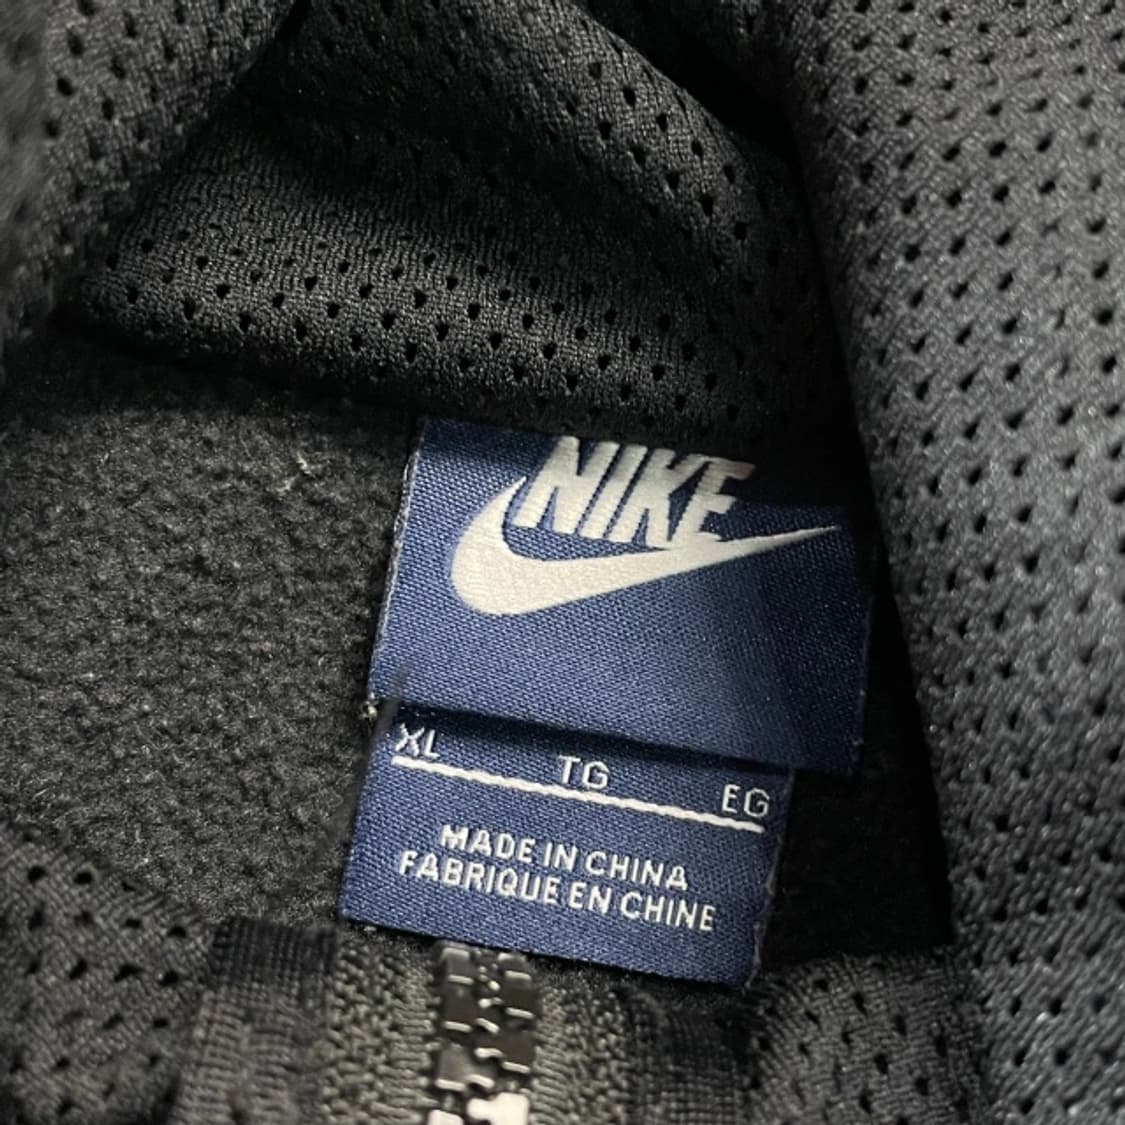 NIKE
XL TG EG
MADE IN CHINA
FABRIQUE EN CHINE